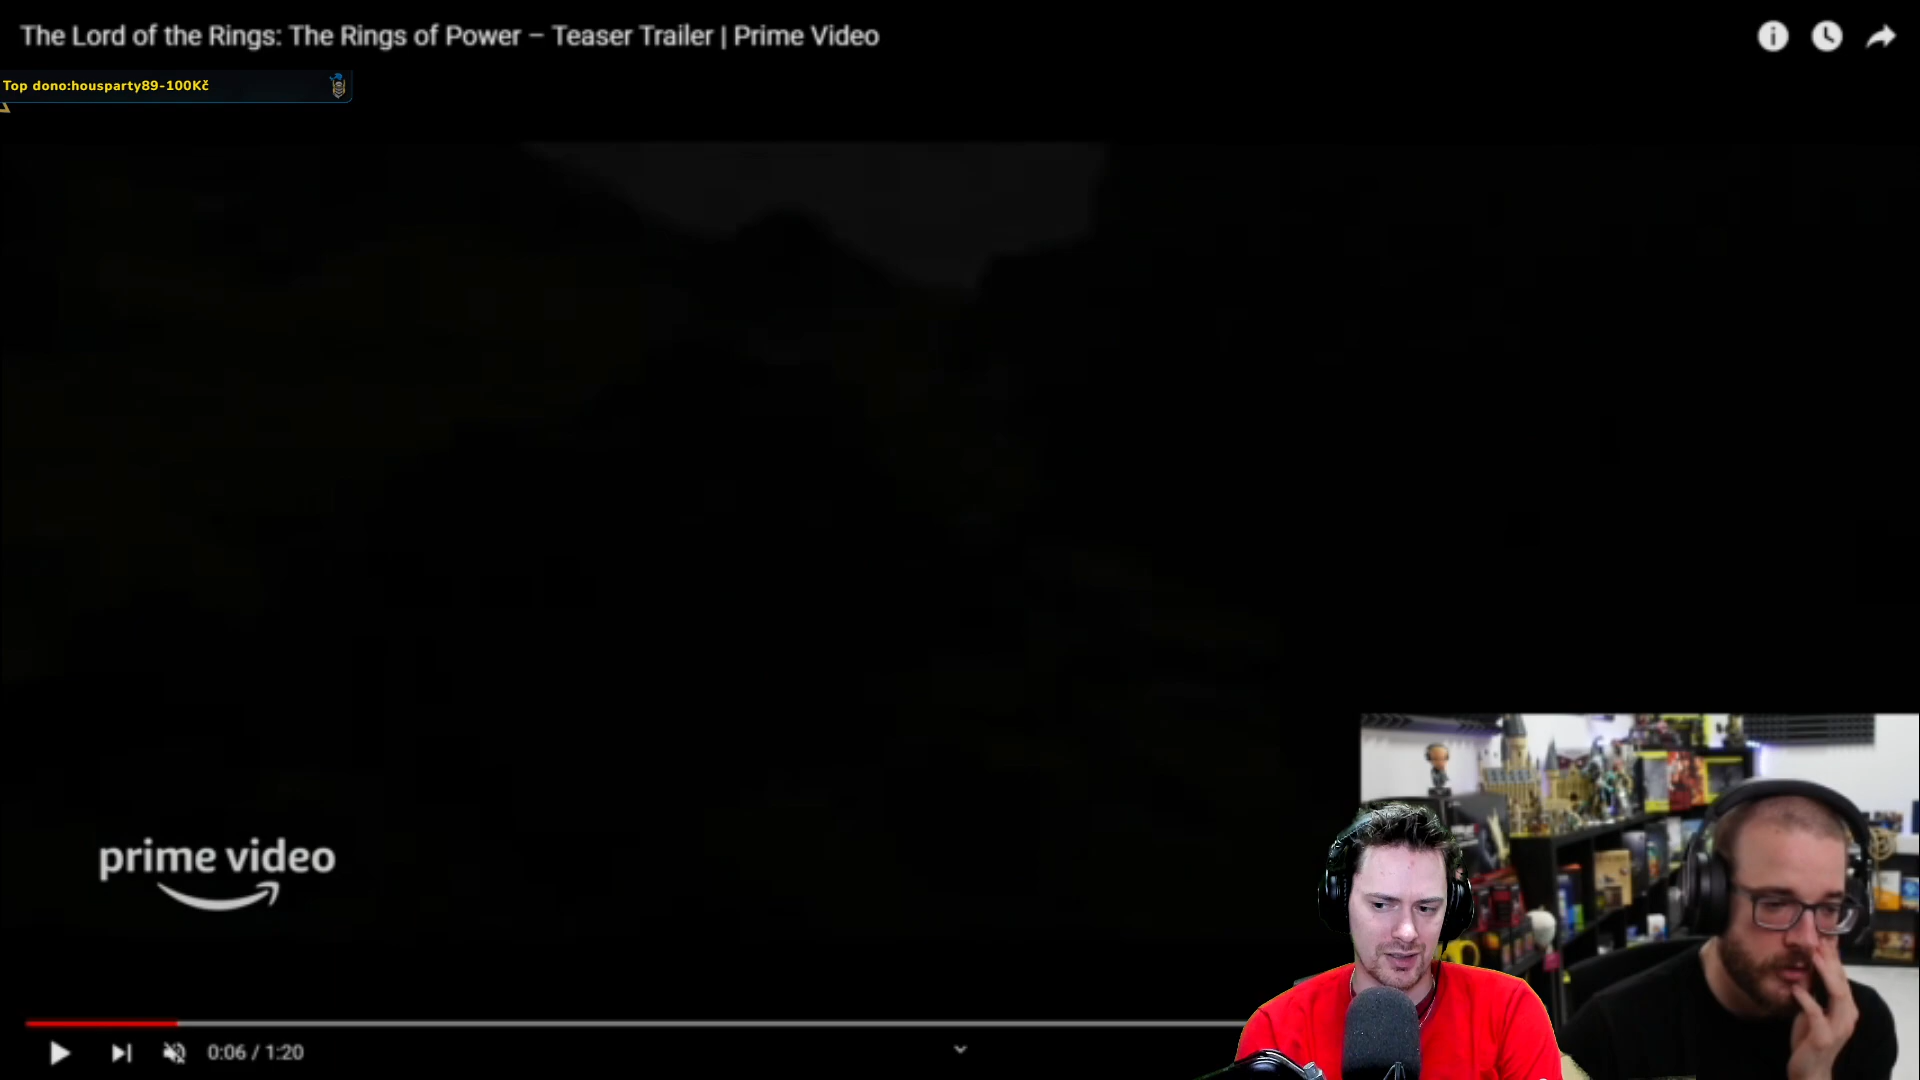 The Lord of the Rings: The Rings of Power – Teaser Trailer | Prime Video
Top dono:housparty89-100Kč
prime video
0:06 / 1:20